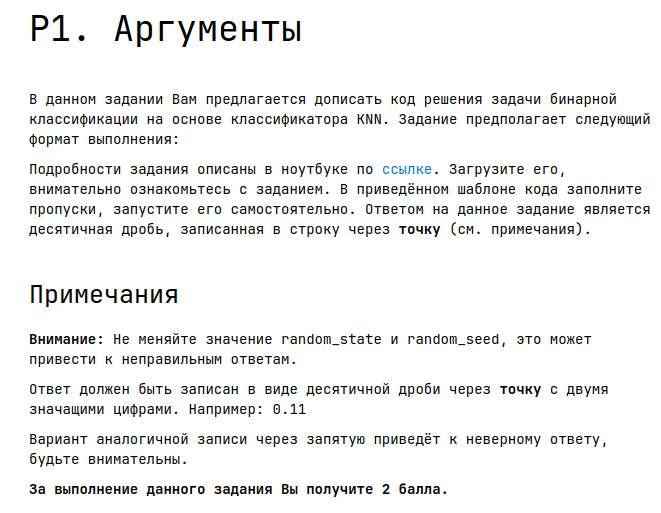 P1. Аргументы
В данном задании Вам предлагается дописать код решения задачи бинарной
классификации на основе классификатора KNN. Задание предполагает следующий
формат выполнения:
Подробности задания описаны в ноутбуке по ссылке. Загрузите его,
внимательно ознакомьтесь с заданием. В приведённом шаблоне кода заполните
пропуски, запустите его самостоятельно. Ответом на данное задание является
десятичная дробь, записанная в строку через точку (см. примечания).
Примечания
Внимание: Не меняйте значение random_state и random_seed, это может
привести к неправильным ответам.
Ответ должен быть записан в виде десятичной дроби через точку с двумя
значащими цифрами. Например: 0.11
Вариант аналогичной записи через запятую приведёт к неверному ответу,
будьте внимательны.
За выполнение данного задания Вы получите 2 балла.